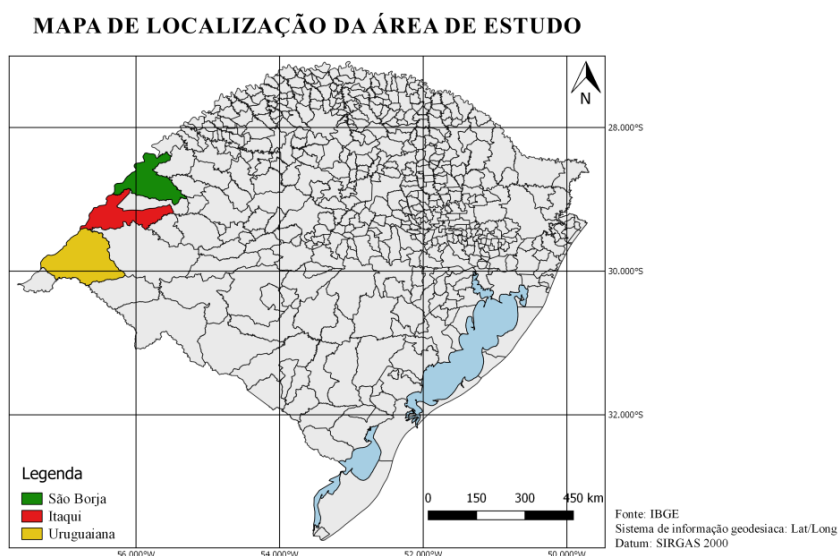 MAPA DE LOCALIZAÇÃO DA ÁREA DE ESTUDO
N
28.000°S
30.000°S
32.000°S
Legenda
São Borja
Itaqui
Uruguaiana
0 150 300 450 km
Fonte: IBGE
Sistema de informação geodesiaca: Lat/Long
Datum: SIRGAS 2000
56.000°W 54.000°W 52.000°W 50.000°W